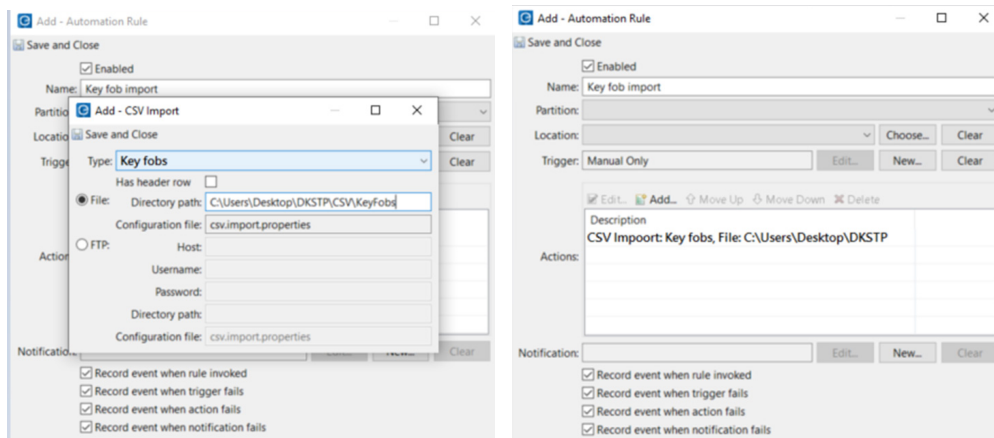 Add - Automation Rule
Save and Close
Enabled
Name: Key fob import
Partitio
Locatio
Clear
Trigge
Clear
Action
Add - CSV Import
Save and Close
Type: Key fobs
Has header row
File: Directory path: C:\Users\Desktop\DKSTP\CSV\KeyFobs
Configuration file: csv.import.properties
FTP: Host:
Username:
Password:
Directory path:
Configuration file: csv.import.properties
Notification: Clear
Record event when rule invoked
Record event when trigger fails
Record event when action fails
Record event when notification fails
Add - Automation Rule
Save and Close
Enabled
Name: Key fob import
Partition:
Location: Choose... Clear
Trigger: Manual Only Edit... New... Clear
Edit... Add... Move Up Move Down Delete
Description
CSV Impoort: Key fobs, File: C:\Users\Desktop\DKSTP
Actions:
Notification: Edit... New... Clear
Record event when rule invoked
Record event when trigger fails
Record event when action fails
Record event when notification fails